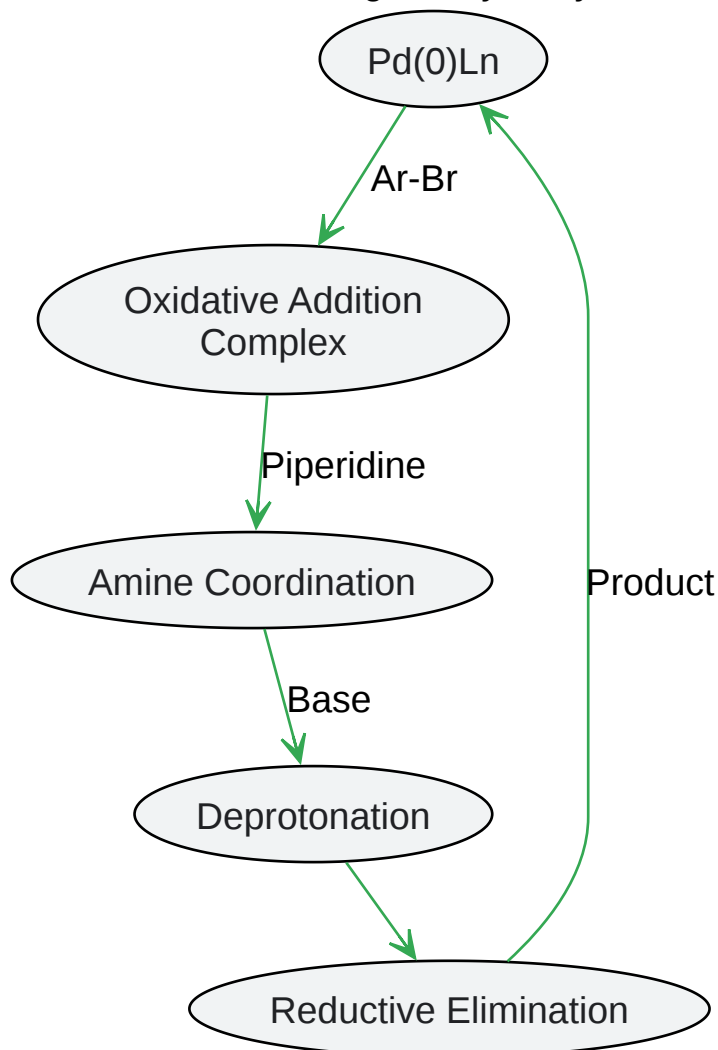 Pd(0)Ln
Ar-Br
Oxidative Addition
Complex
Piperidine
Amine Coordination
Product
Base
Deprotonation
Reductive Elimination